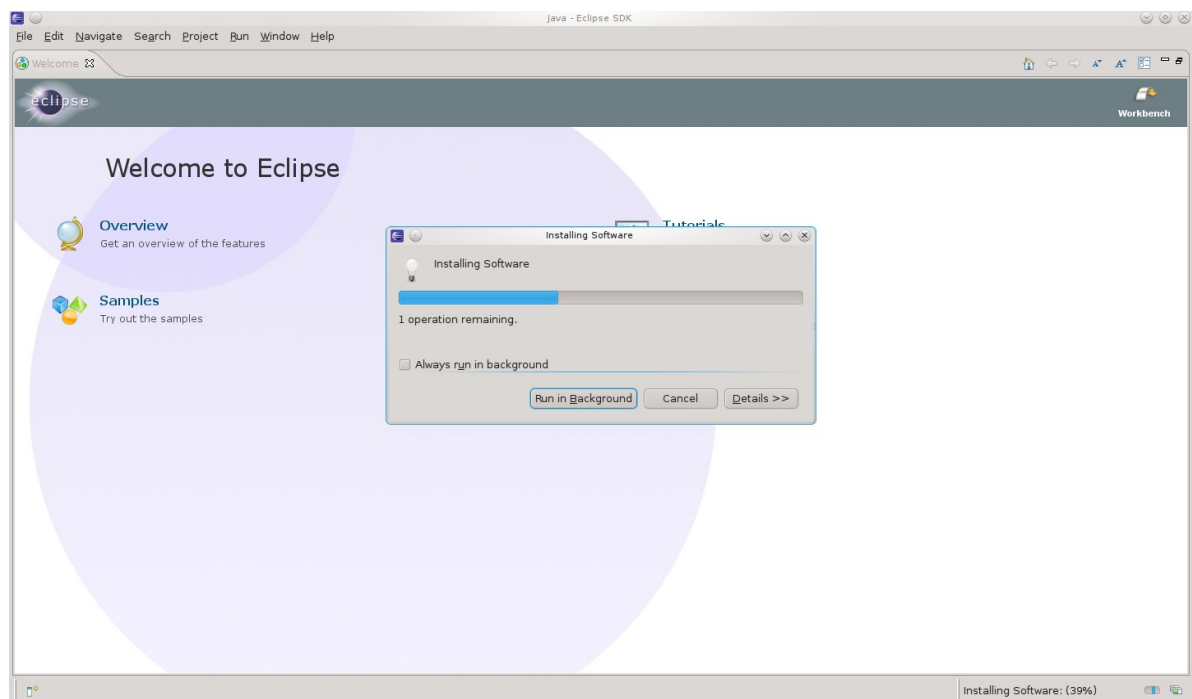 Java - Eclipse SDK
File Edit Navigate Search Project Run Window Help
Welcome
eclipse
Workbench
Welcome to Eclipse
Overview
Get an overview of the features
Tutorials
Samples
Try out the samples
Installing Software
Installing Software
1 operation remaining.
Always run in background
Run in Background Cancel Details >>
Installing Software: (39%)